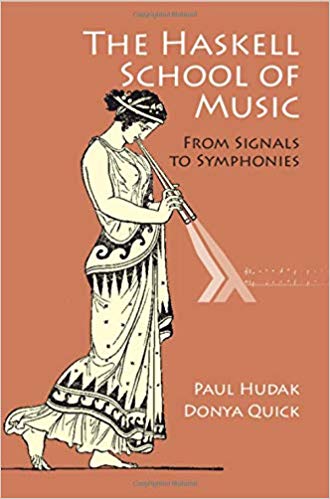 THE HASKELL
SCHOOL OF
MUSIC
FROM SIGNALS
TO SYMPHONIES
PAUL HUDAK
DONYA QUICK